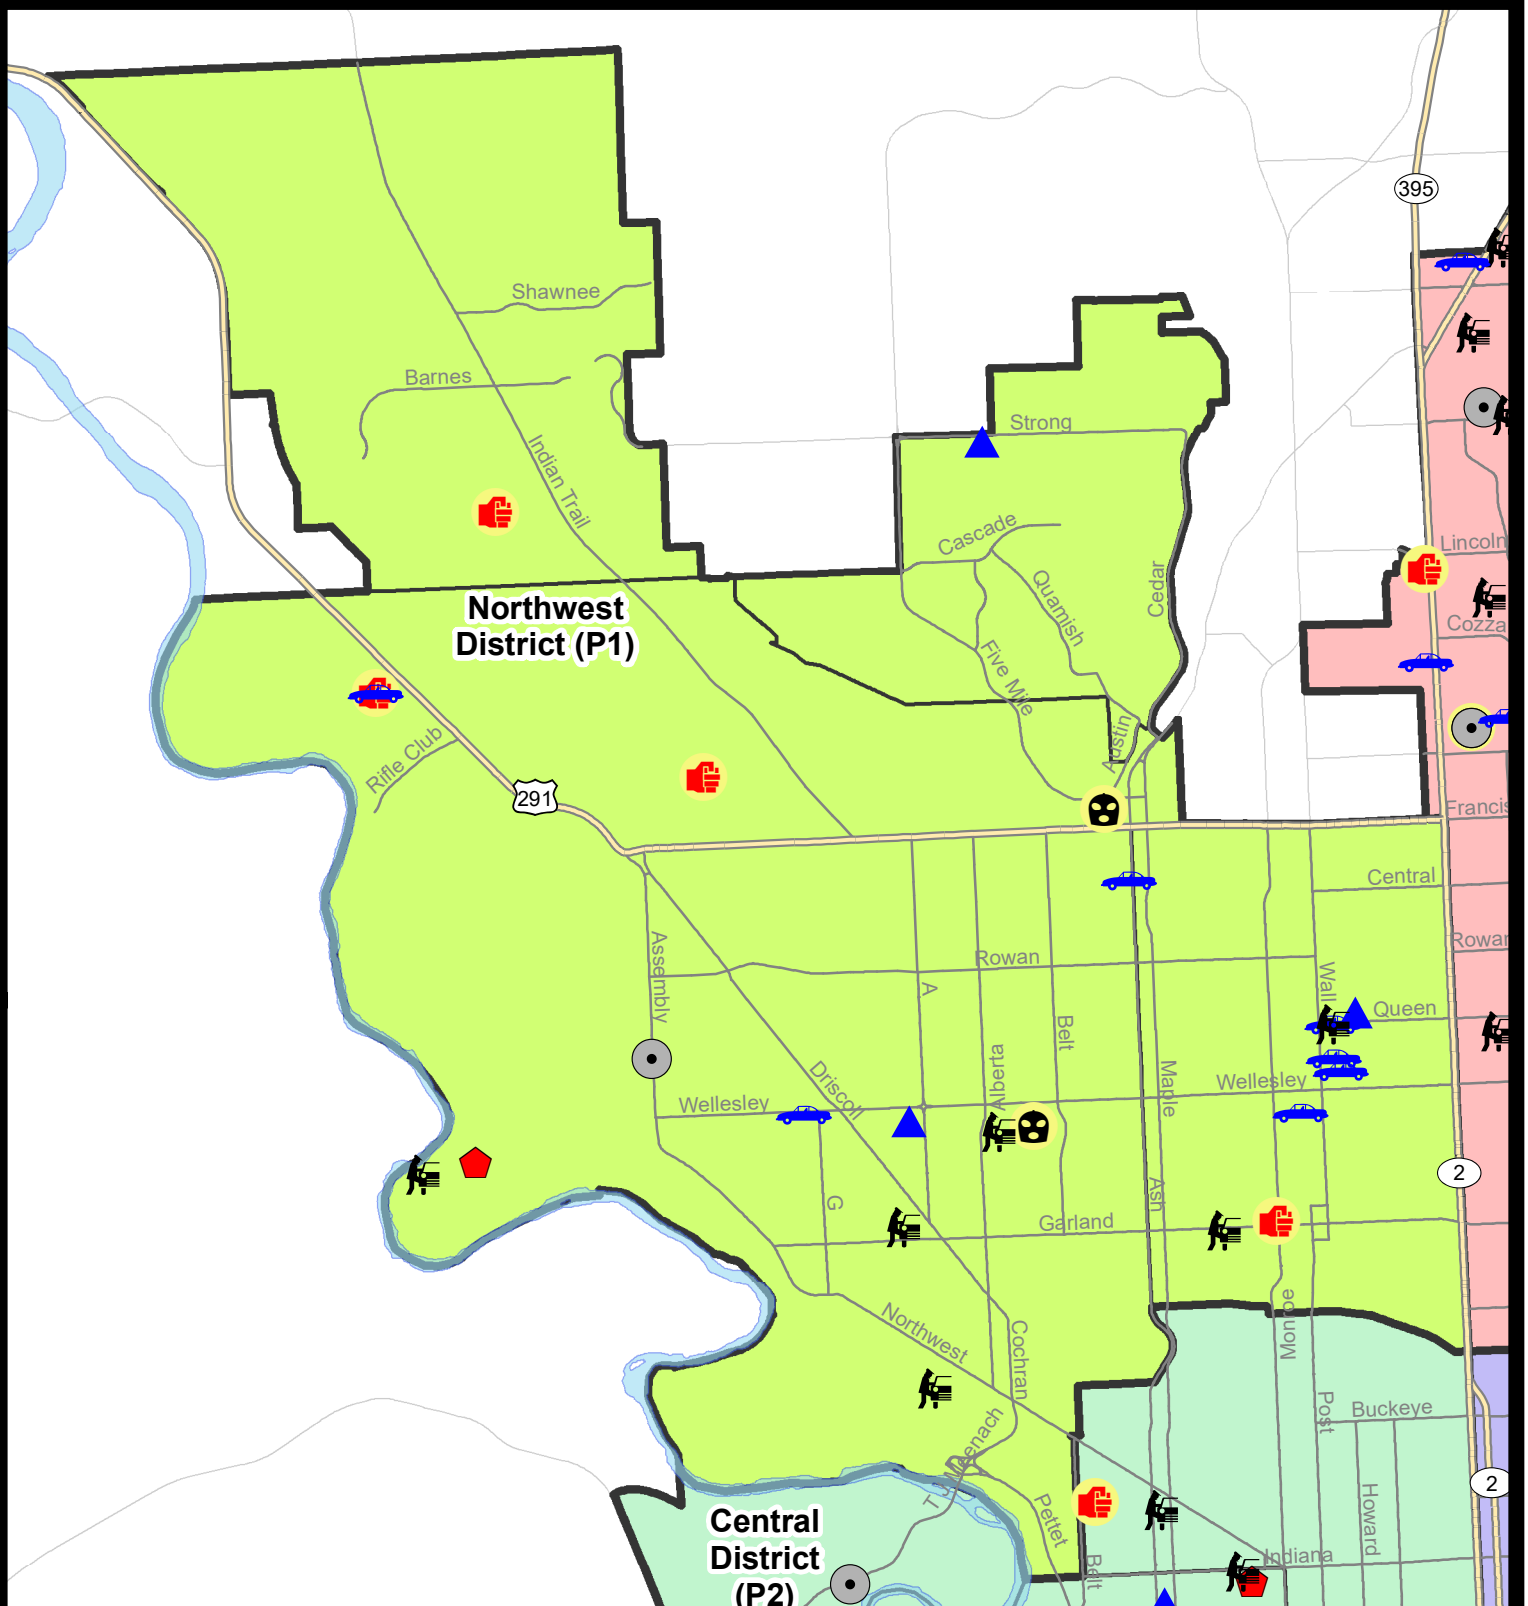 395
Shawnee
Barnes
Strong
Indian Trail
Cascade
Quamish
Cedar
Lincoln
Cozza
Northwest
District (P1)
Five Mile
Austin
Rifle Club
291
Francis
Central
Rowan
Rowan
Assembly
A
Belt
Wall
Queen
Alberta
Driscoll
Maple
Wellesley
Wellesley
2
Ash
G
Garland
Monroe
Northwest
Cochran
Post
Buckeye
T J Meenach
2
Pettet
Howard
Central
District
(P2)
Indiana
Belt